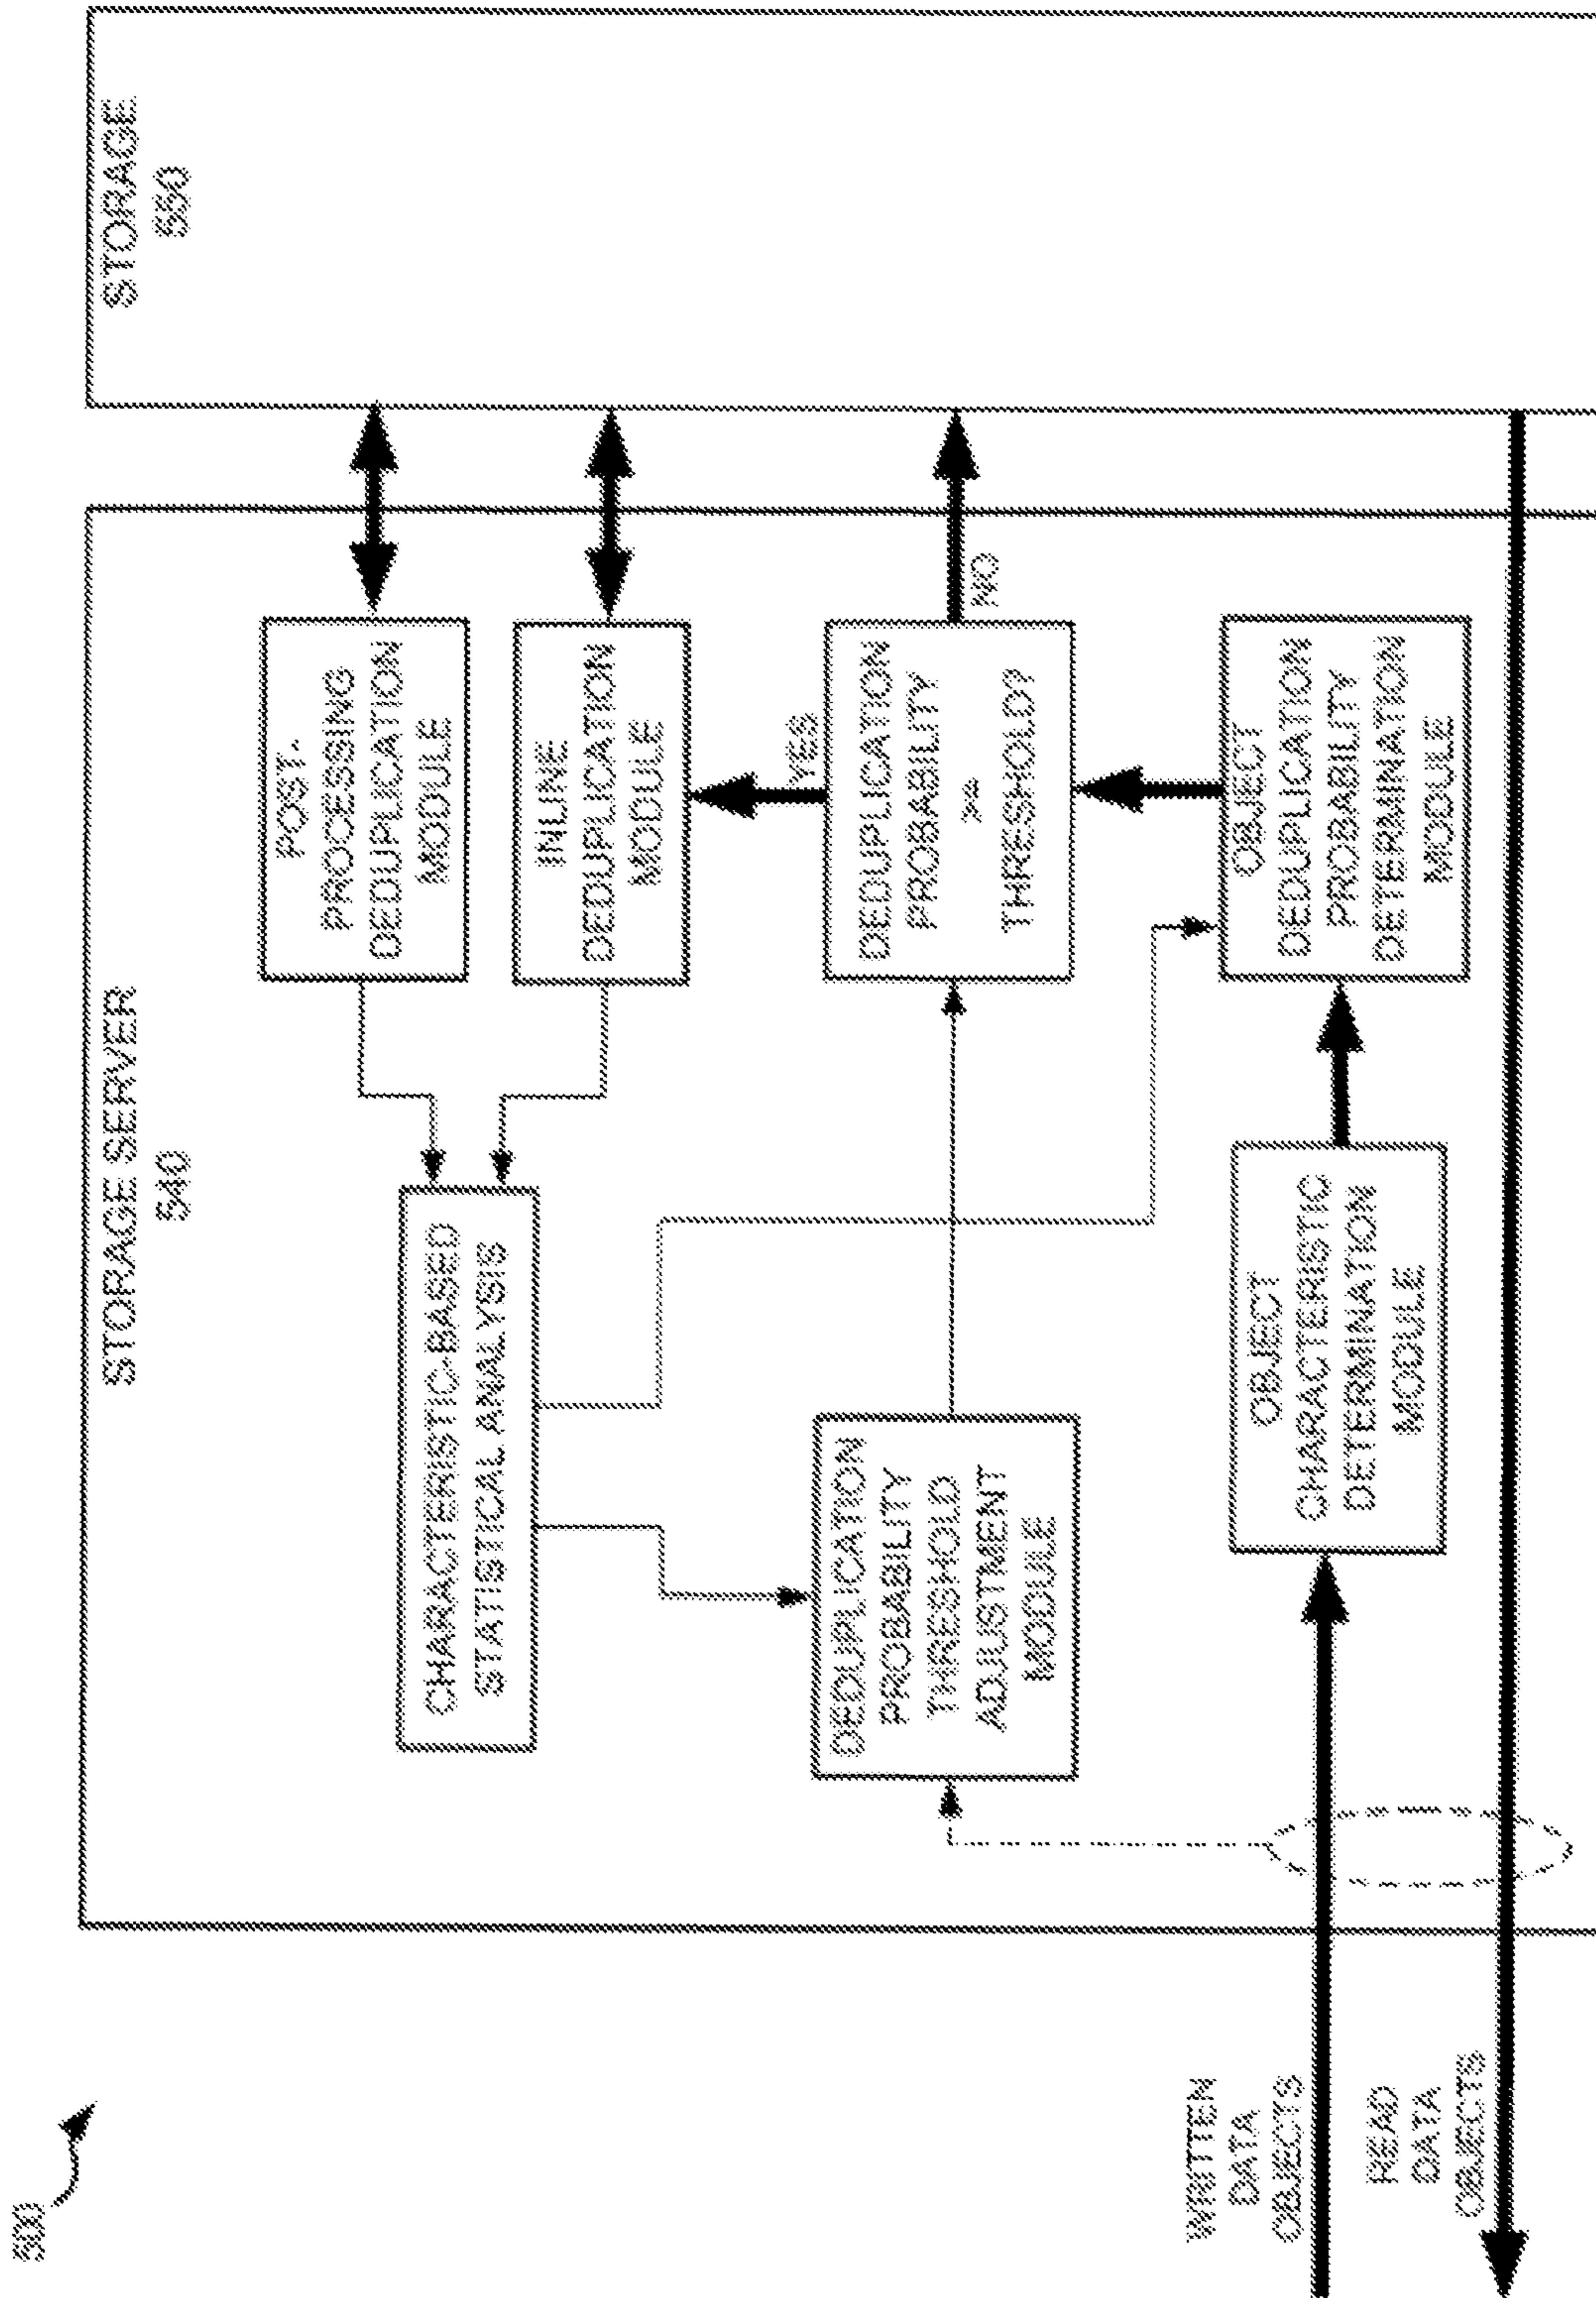 500
STORAGE SERVER
540
STORAGE
550
POST-
PROCESSING
DEDUPLICATION
MODULE
CHARACTERISTIC-BASED
STATISTICAL ANALYSIS
INLINE
DEDUPLICATION
MODULE
YES
DEDUPLICATION
PROBABILITY
THRESHOLD
ADJUSTMENT
MODULE
DEDUPLICATION
PROBABILITY
>=
THRESHOLD?
NO
WRITTEN
DATA
OBJECTS
OBJECT
CHARACTERISTIC
DETERMINATION
MODULE
OBJECT
DEDUPLICATION
PROBABILITY
DETERMINATION
MODULE
READ
DATA
OBJECTS